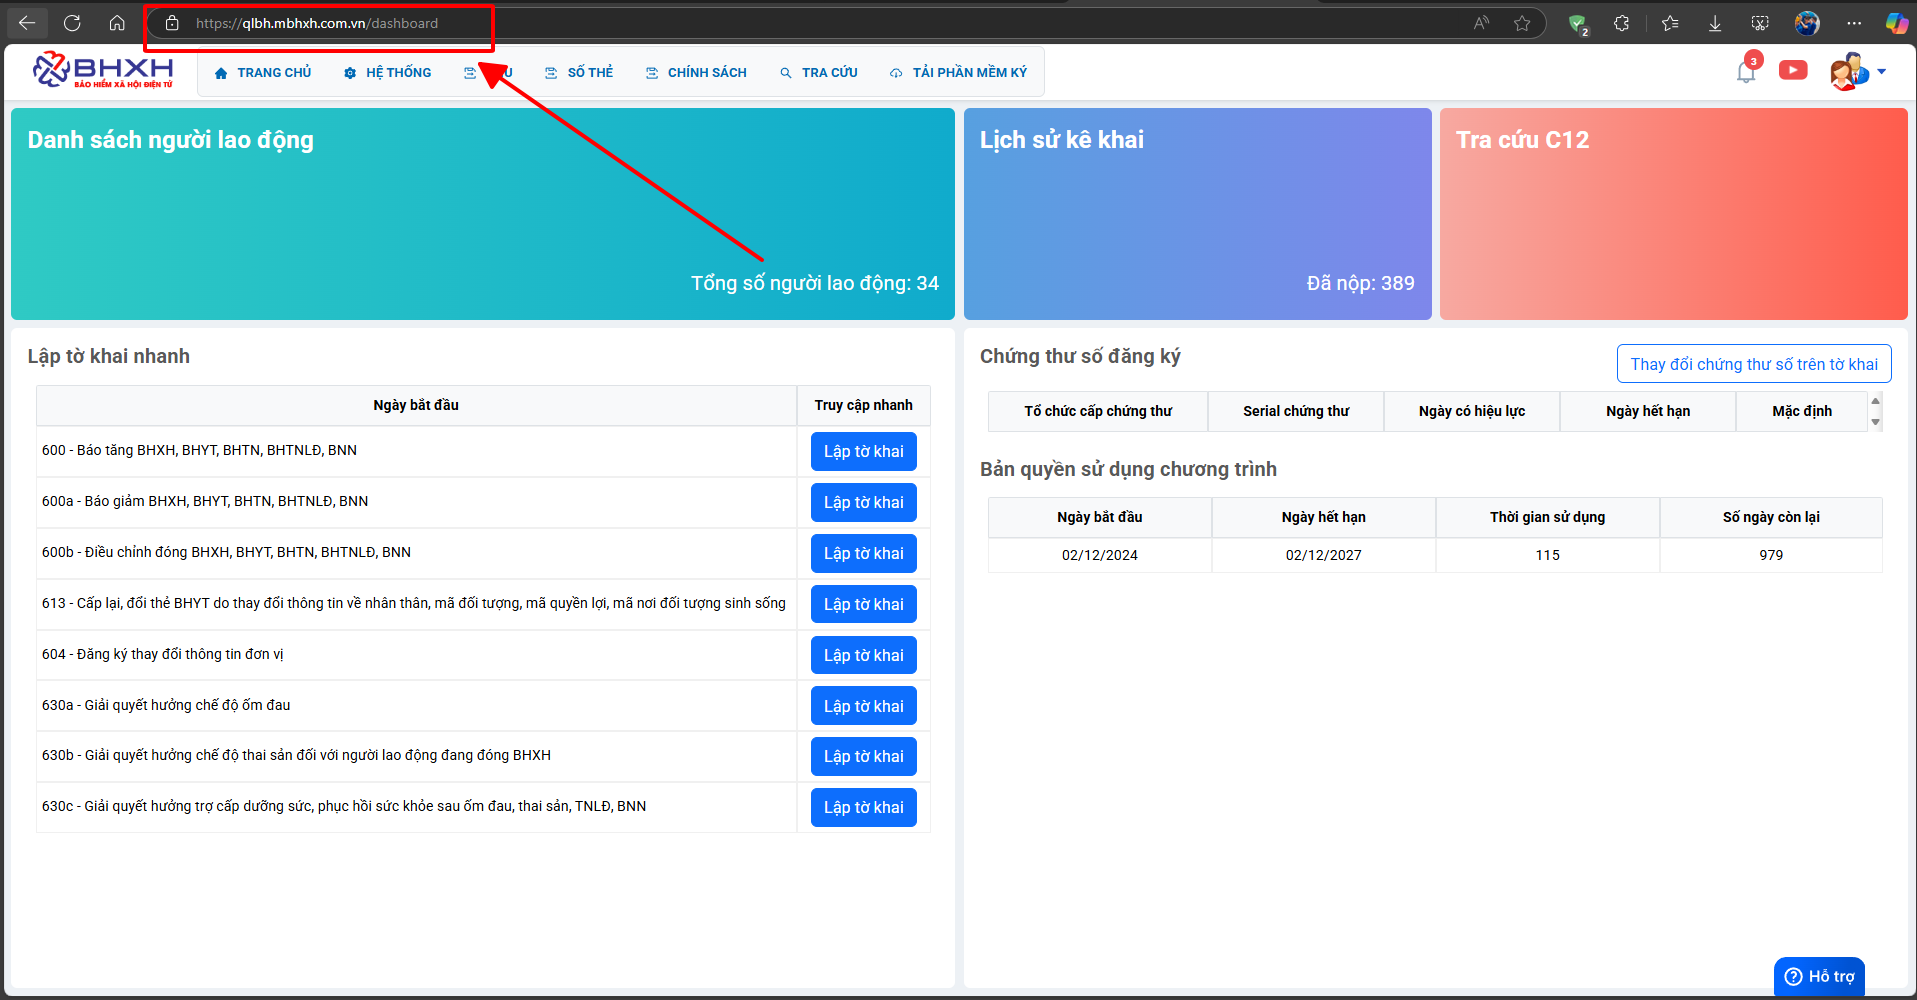 https://qlbh.mbhxh.com.vn/dashboard
2
BHXH
BẢO HIỂM XÃ HỘI ĐIỆN TỬ
TRANG CHỦ
HỆ THỐNG
U
SỔ THẺ
CHÍNH SÁCH
TRA CỨU
TẢI PHẦN MỀM KÝ
3
Danh sách người lao động
Tổng số người lao động: 34
Lịch sử kê khai
Đã nộp: 389
Tra cứu C12
Lập tờ khai nhanh
Ngày bắt đầu Truy cập nhanh
600 - Báo tăng BHXH, BHYT, BHTN, BHTNLĐ, BNN Lập tờ khai
600a - Báo giảm BHXH, BHYT, BHTN, BHTNLĐ, BNN Lập tờ khai
600b - Điều chỉnh đóng BHXH, BHYT, BHTN, BHTNLĐ, BNN Lập tờ khai
613 - Cấp lại, đổi thẻ BHYT do thay đổi thông tin về nhân thân, mã đối tượng, mã quyền lợi, mã nơi đối tượng sinh sống Lập tờ khai
604 - Đăng ký thay đổi thông tin đơn vị Lập tờ khai
630a - Giải quyết hưởng chế độ ốm đau Lập tờ khai
630b - Giải quyết hưởng chế độ thai sản đối với người lao động đang đóng BHXH Lập tờ khai
630c - Giải quyết hưởng trợ cấp dưỡng sức, phục hồi sức khỏe sau ốm đau, thai sản, TNLĐ, BNN Lập tờ khai
Chứng thư số đăng ký
Thay đổi chứng thư số trên tờ khai
Tổ chức cấp chứng thư Serial chứng thư Ngày có hiệu lực Ngày hết hạn Mặc định
Bản quyền sử dụng chương trình
Ngày bắt đầu Ngày hết hạn Thời gian sử dụng Số ngày còn lại
02/12/2024 02/12/2027 115 979
Hỗ trợ